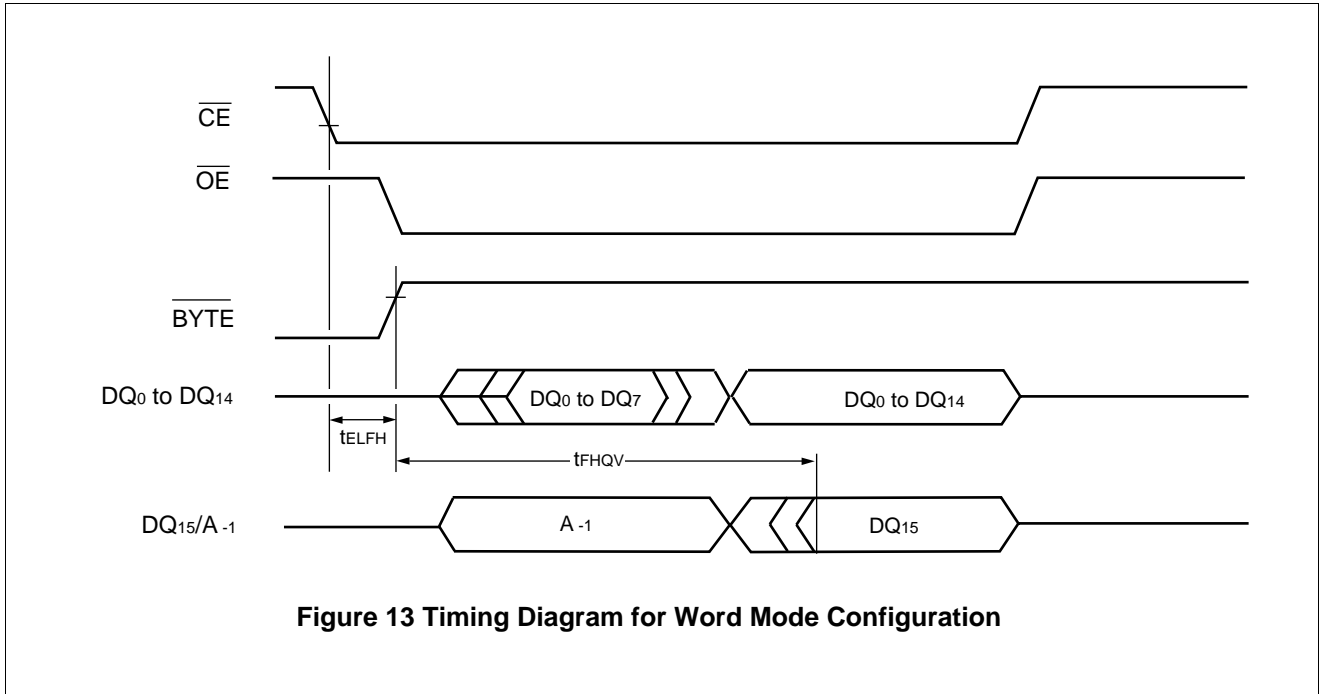 CE
OE
BYTE
DQ0 to DQ14
DQ0 to DQ7
DQ0 to DQ14
tELFH
tFHQV
DQ15/A -1
A -1
DQ15
Figure 13 Timing Diagram for Word Mode Configuration